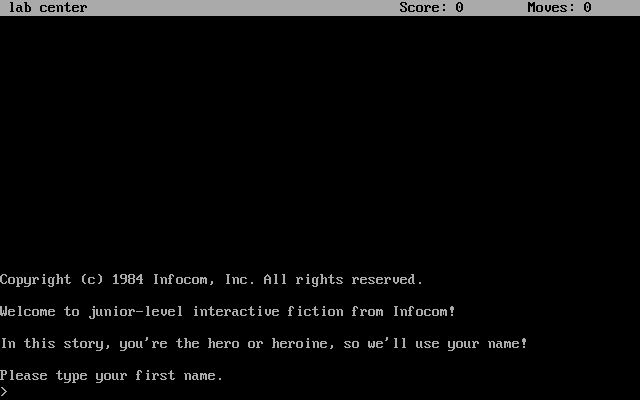 lab center Score: 0 Moves: 0
Copyright (c) 1984 Infocom, Inc. All rights reserved.
Welcome to junior-level interactive fiction from Infocom!
In this story, you're the hero or heroine, so we'll use your name!
Please type your first name.
>